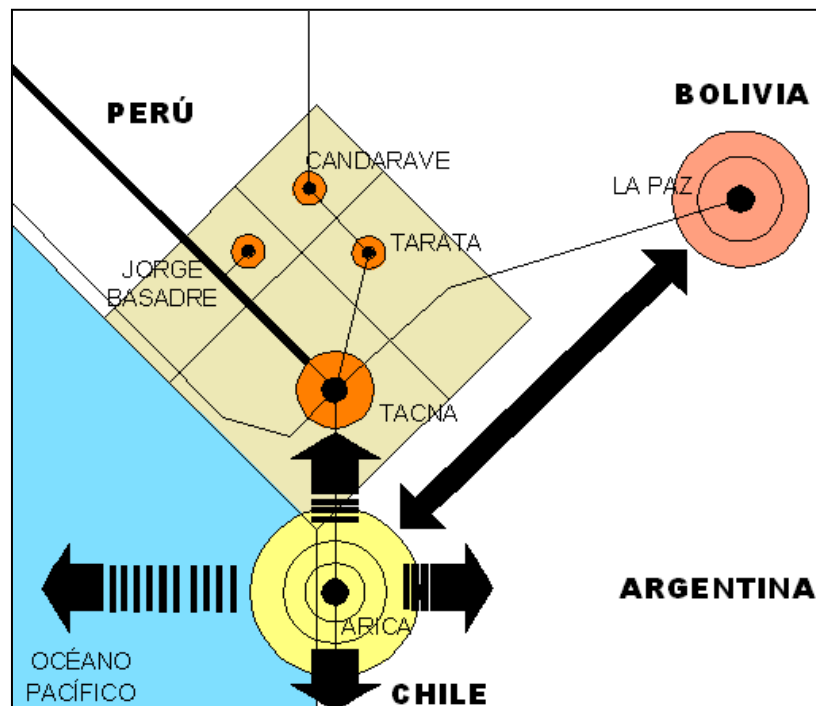 PERÚ
BOLIVIA
CANDARAVE
LA PAZ
TARATA
JORGE
BASADRE
TACNA
ARGENTINA
ARICA
OCÉANO
PACÍFICO
CHILE